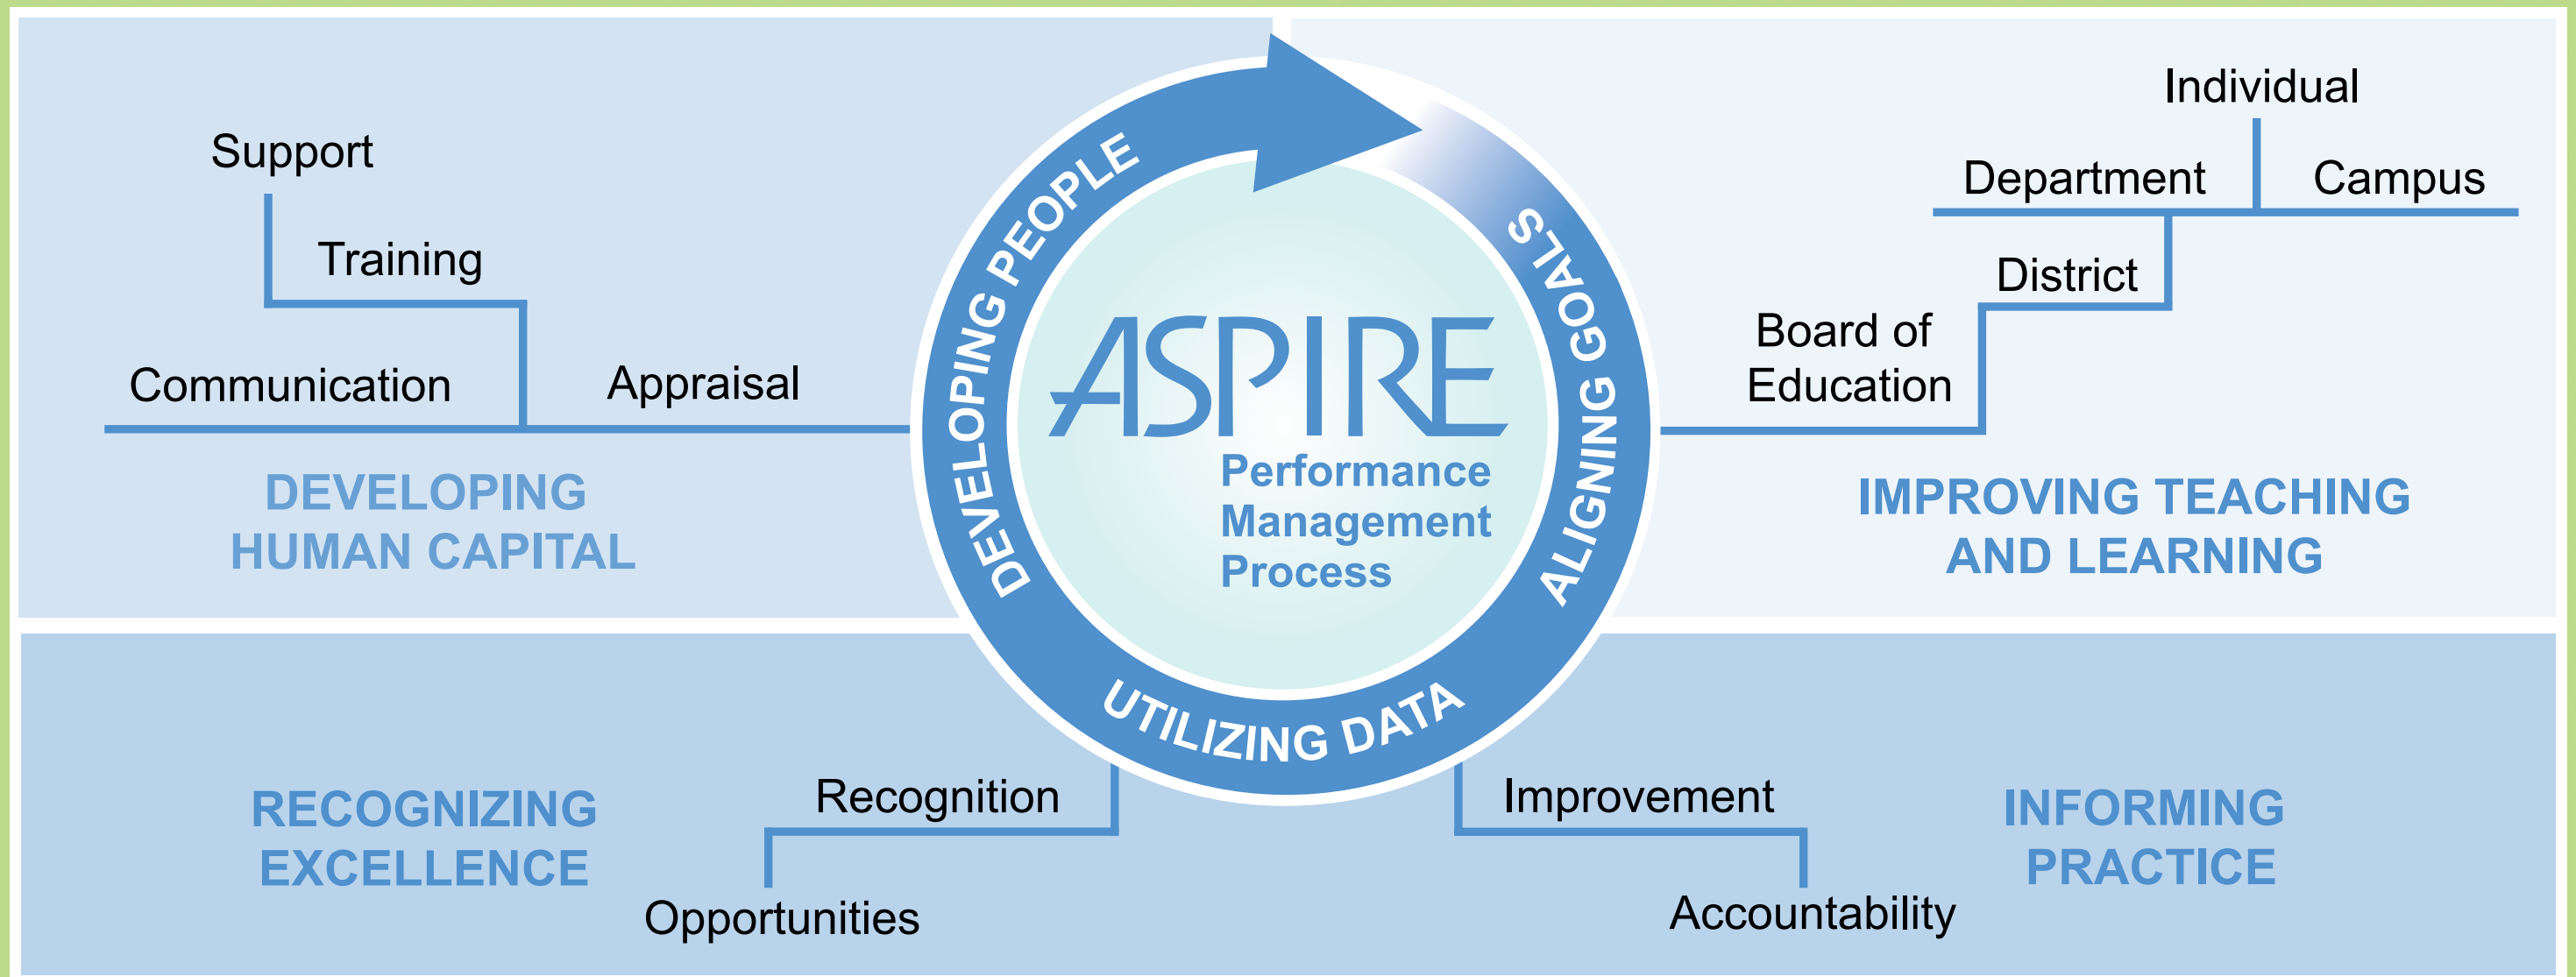 Support
Training
Communication
Appraisal
DEVELOPING
HUMAN CAPITAL
DEVELOPING PEOPLE
ALIGNING GOALS
UTILIZING DATA
ASPIRE
Performance
Management
Process
Individual
Department
Campus
District
Board of
Education
IMPROVING TEACHING
AND LEARNING
RECOGNIZING
EXCELLENCE
Recognition
Opportunities
Improvement
Accountability
INFORMING
PRACTICE